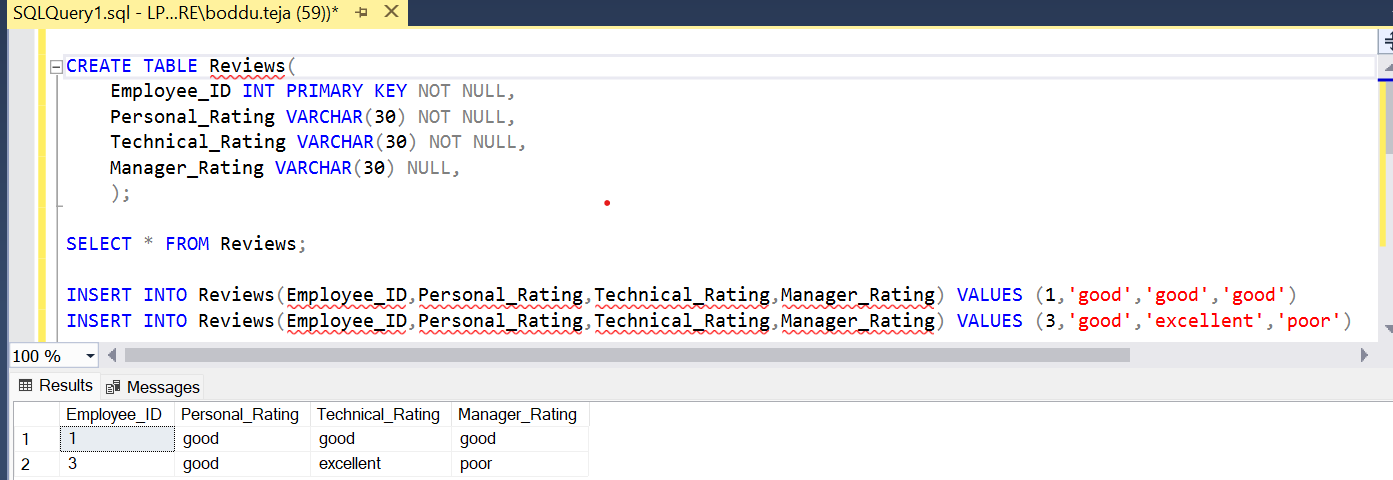 SQLQuery1.sql - LP...RE\boddu.teja (59))*
CREATE TABLE Reviews(
Employee_ID INT PRIMARY KEY NOT NULL,
Personal_Rating VARCHAR(30) NOT NULL,
Technical_Rating VARCHAR(30) NOT NULL,
Manager_Rating VARCHAR(30) NULL,
);
SELECT * FROM Reviews;
INSERT INTO Reviews(Employee_ID,Personal_Rating,Technical_Rating,Manager_Rating) VALUES (1,'good','good','good')
INSERT INTO Reviews(Employee_ID,Personal_Rating,Technical_Rating,Manager_Rating) VALUES (3,'good','excellent','poor')
100 %
Results Messages
Employee_ID Personal_Rating Technical_Rating Manager_Rating
1 1 good good good
2 3 good excellent poor